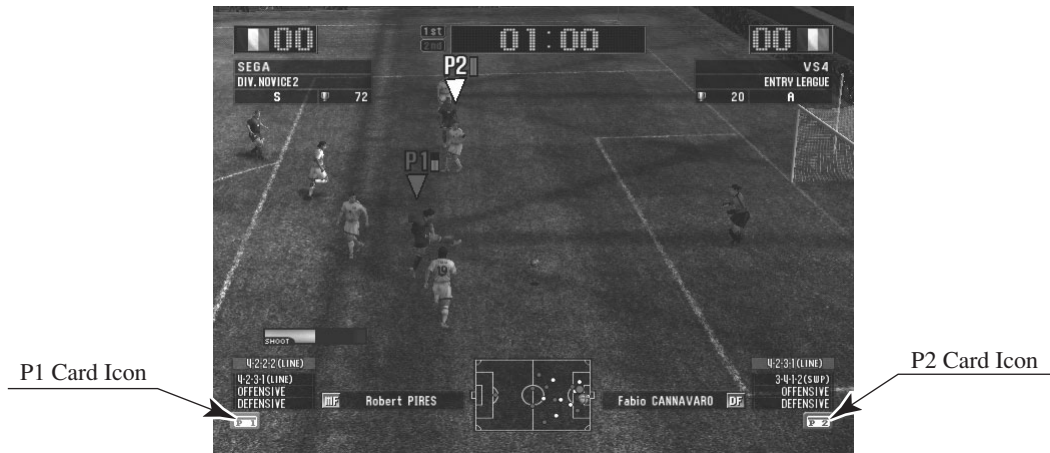 00
1st
2nd
01:00
00
SEGA
DIV. NOVICE2
S 72
P2
VS4
ENTRY LEAGUE
20 A
P1
19
SHOOT
P1 Card Icon
4-2-2-2(LINE)
4-2-3-1(LINE)
OFFENSIVE
DEFENSIVE
P 1
MF Robert PIRES
Fabio CANNAVARO DF
4-2-3-1(LINE)
3-4-1-2(SWP)
OFFENSIVE
DEFENSIVE
P 2
P2 Card Icon